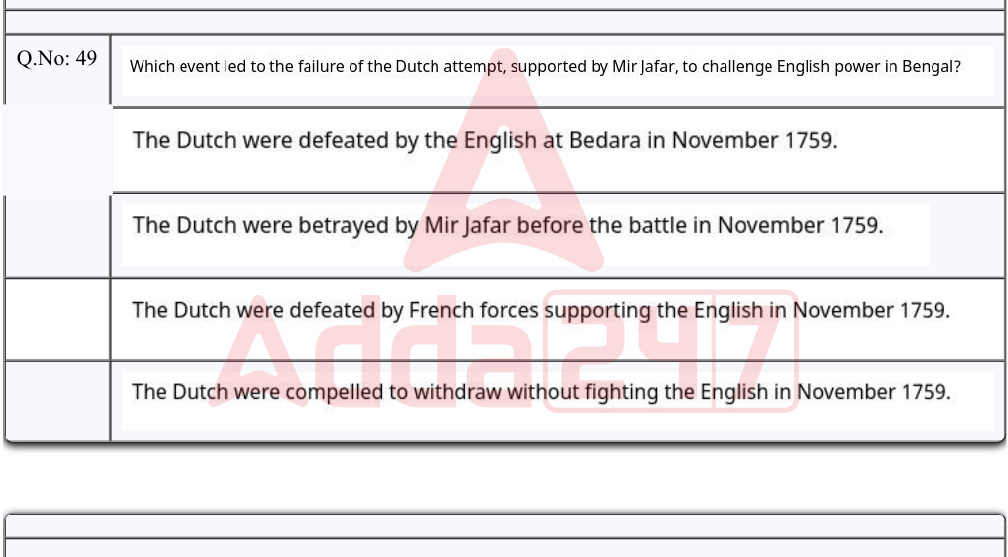 Q.No: 49
Which event led to the failure of the Dutch attempt, supported by Mir Jafar, to challenge English power in Bengal?
The Dutch were defeated by the English at Bedara in November 1759.
The Dutch were betrayed by Mir Jafar before the battle in November 1759.
The Dutch were defeated by French forces supporting the English in November 1759.
Adda247
The Dutch were compelled to withdraw without fighting the English in November 1759.